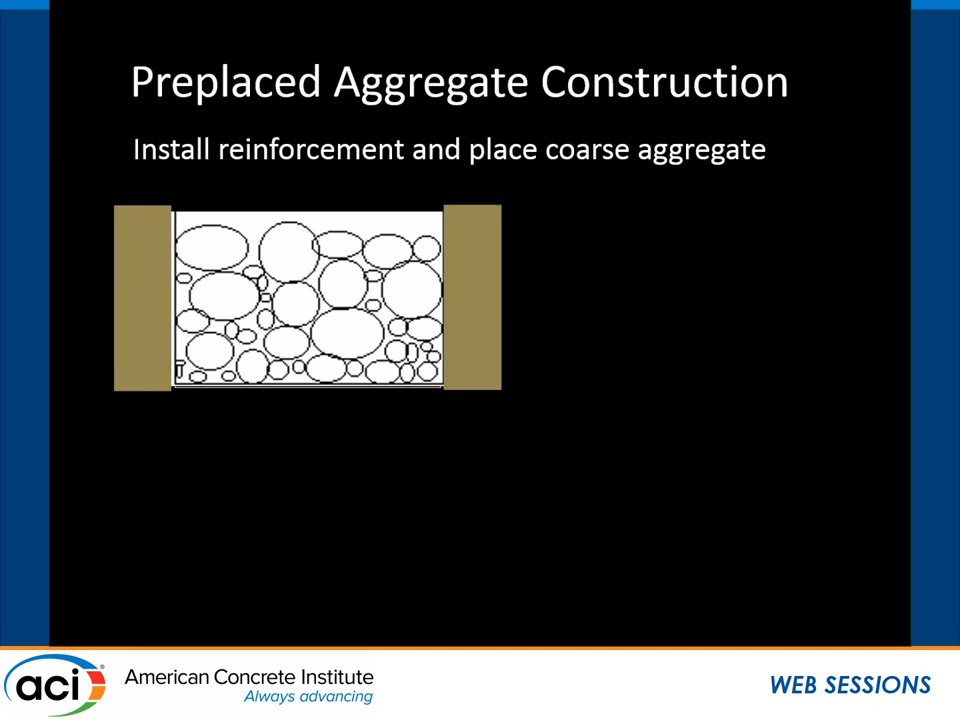 Preplaced Aggregate Construction
Install reinforcement and place coarse aggregate
aci®
American Concrete Institute
Always advancing
WEB SESSIONS